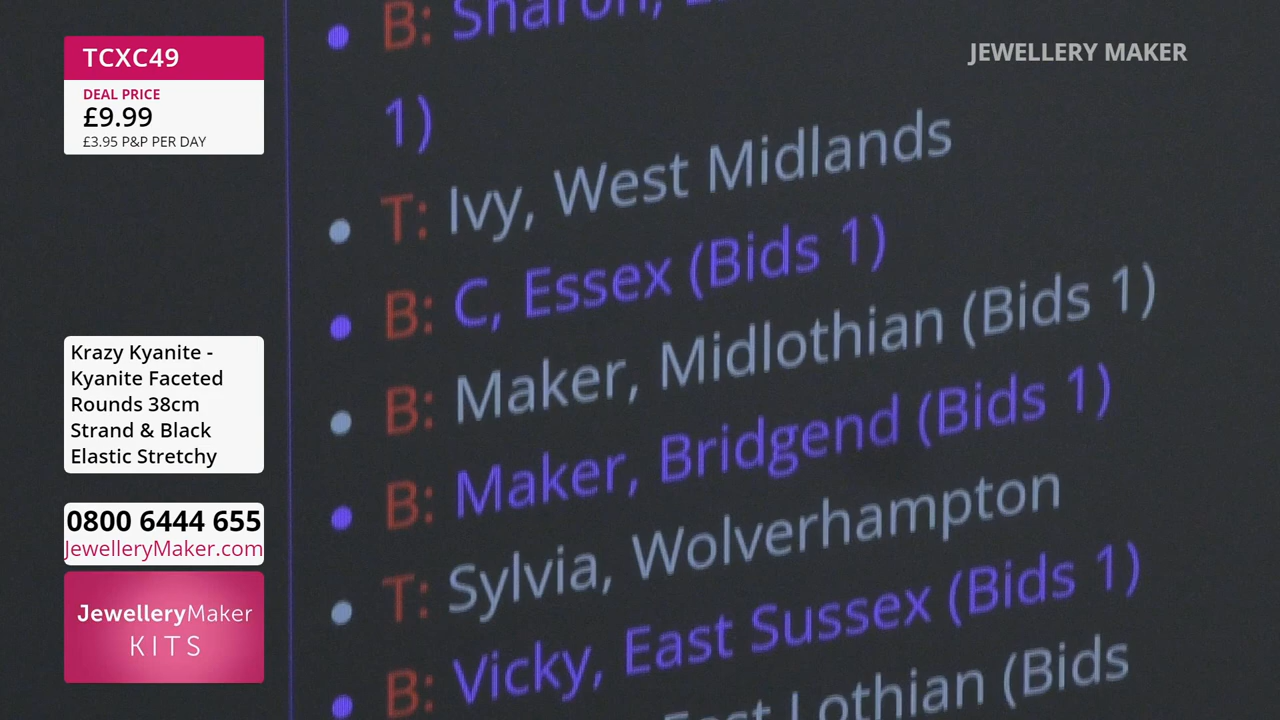 TCXC49
DEAL PRICE
£9.99
£3.95 P&P PER DAY
JEWELLERY MAKER
B: Sharon,
1)
T: Ivy, West Midlands
B: C, Essex (Bids 1)
B: Maker, Midlothian (Bids 1)
B: Maker, Bridgend (Bids 1)
T: Sylvia, Wolverhampton
B: Vicky, East Sussex (Bids 1)
East Lothian (Bids
Krazy Kyanite -
Kyanite Faceted
Rounds 38cm
Strand & Black
Elastic Stretchy
0800 6444 655
JewelleryMaker.com
JewelleryMaker
KITS